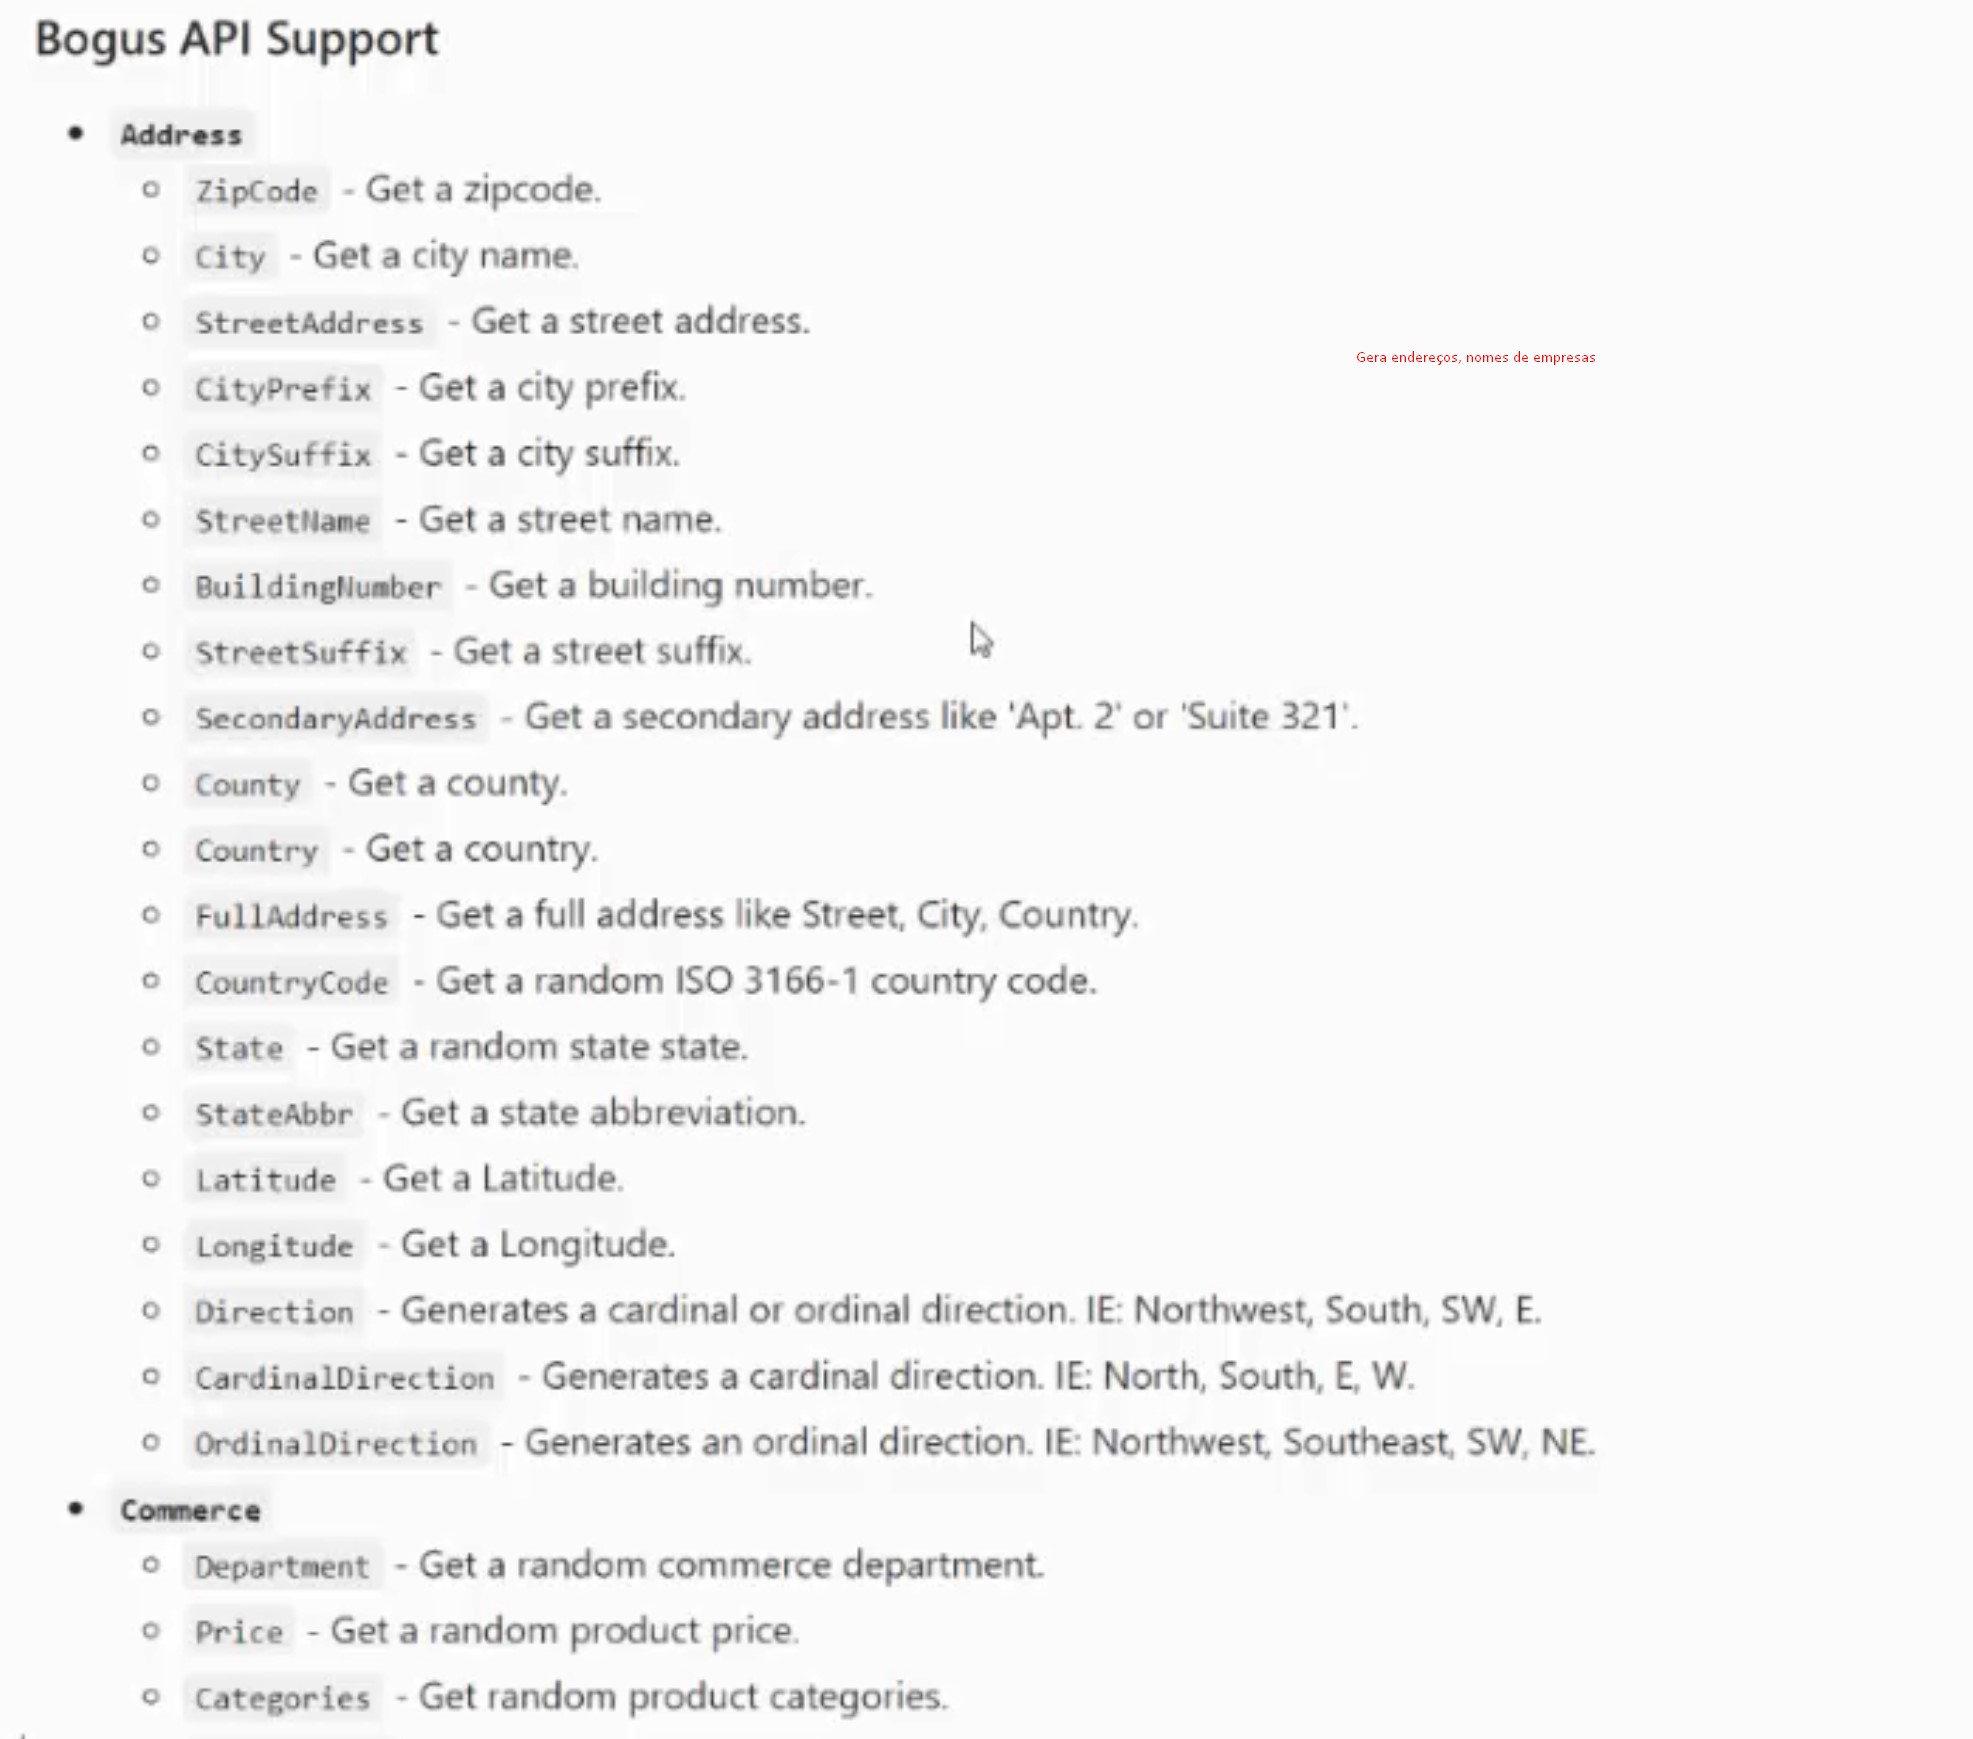 Bogus API Support
Address
ZipCode - Get a zipcode.
City - Get a city name.
StreetAddress - Get a street address.
Gera endereços, nomes de empresas
CityPrefix - Get a city prefix.
CitySuffix - Get a city suffix.
StreetName - Get a street name.
BuildingNumber - Get a building number.
StreetSuffix - Get a street suffix.
SecondaryAddress - Get a secondary address like 'Apt. 2' or 'Suite 321'.
County - Get a county.
Country - Get a country.
FullAddress - Get a full address like Street, City, Country.
CountryCode - Get a random ISO 3166-1 country code.
State - Get a random state state.
StateAbbr - Get a state abbreviation.
Latitude - Get a Latitude.
Longitude - Get a Longitude.
Direction - Generates a cardinal or ordinal direction. IE: Northwest, South, SW, E.
CardinalDirection - Generates a cardinal direction. IE: North, South, E, W.
OrdinalDirection - Generates an ordinal direction. IE: Northwest, Southeast, SW, NE.
Commerce
Department - Get a random commerce department.
Price - Get a random product price.
Categories - Get random product categories.